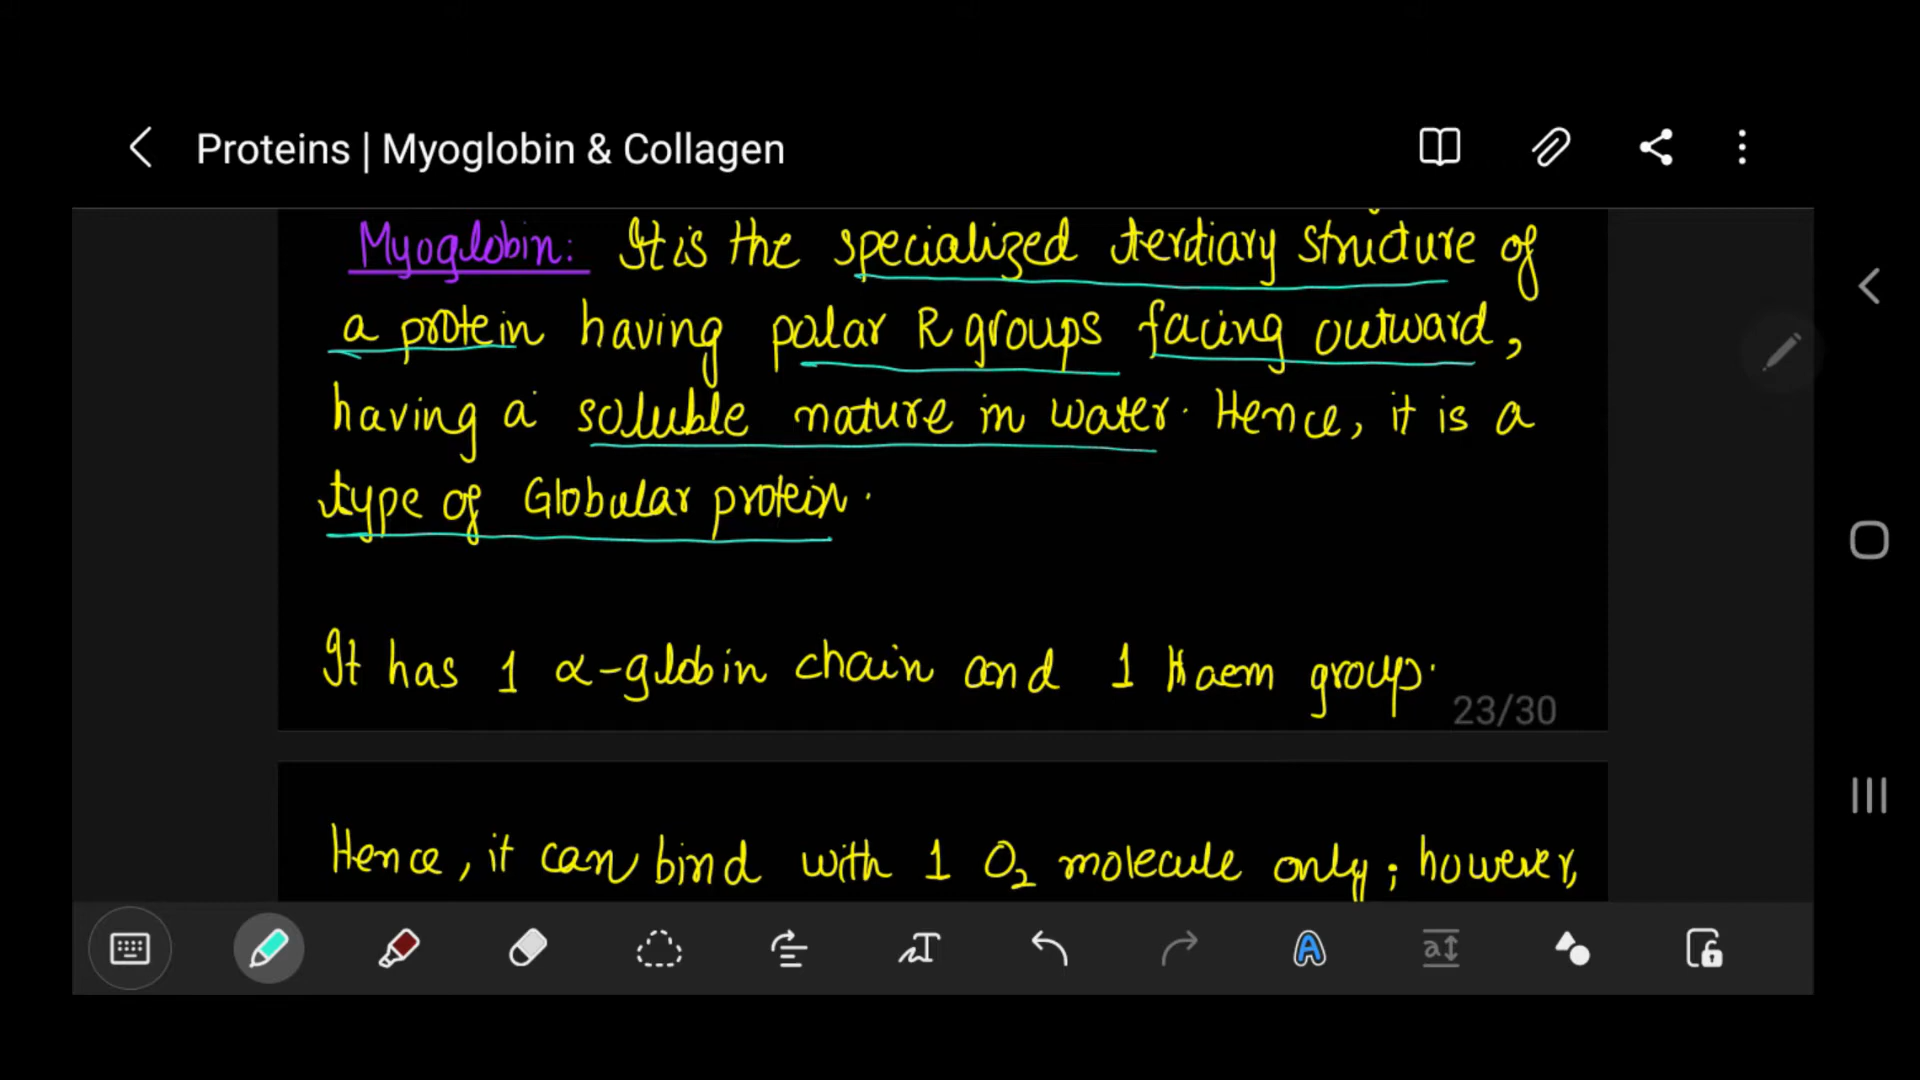 Proteins | Myoglobin & Collagen
Myoglobin: It is the specialized tertiary structure of
a protein having polar R groups facing outward,
having a soluble nature in water. Hence, it is a
type of Globular protein.
It has 1 α-globin chain and 1 Haem group.
23/30
Hence, it can bind with 1 O₂ molecule only; however,